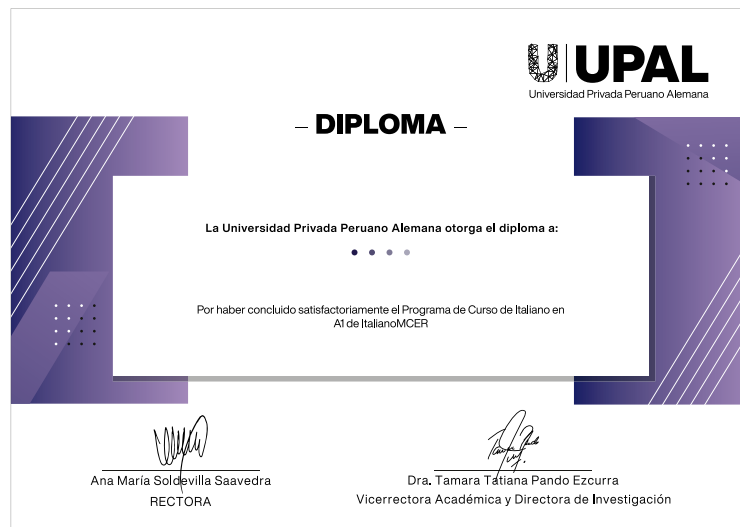 UPAL
Universidad Privada Peruano Alemana
– DIPLOMA –
La Universidad Privada Peruano Alemana otorga el diploma a:
Por haber concluido satisfactoriamente el Programa de Curso de Italiano en
A1 de ItalianoMCER
Ana María Soldevilla Saavedra
RECTORA
Dra. Tamara Tatiana Pando Ezcurra
Vicerrectora Académica y Directora de Investigación